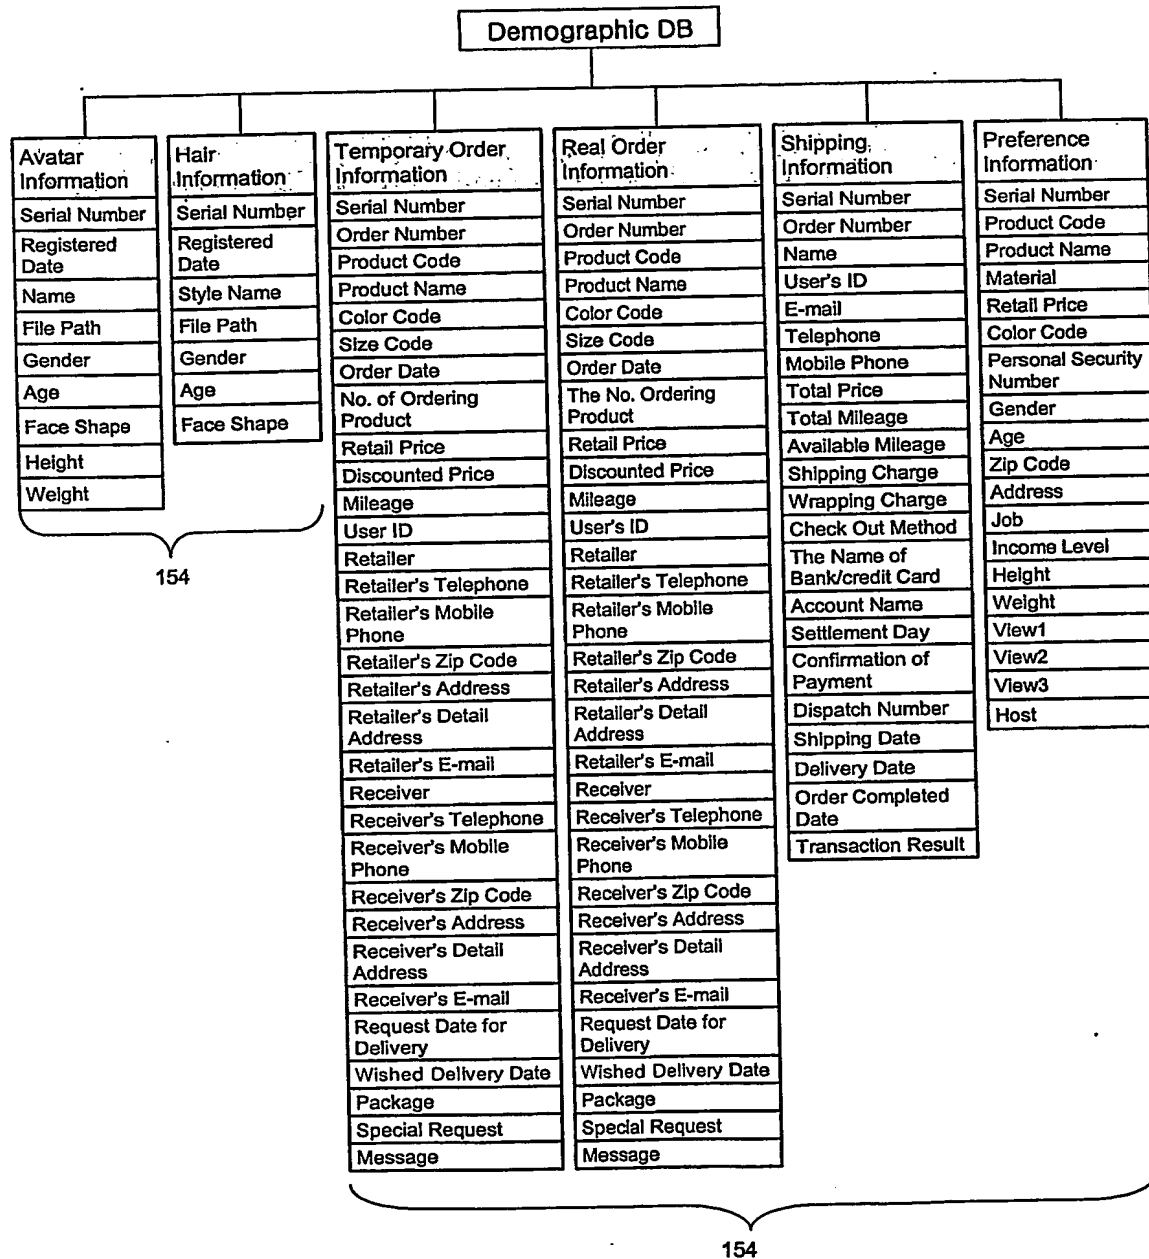 Demographic DB
Avatar
Information
Serial Number
Registered
Date
Name
File Path
Gender
Age
Face Shape
Height
Weight
Hair
Information
Serial Number
Registered
Date
Style Name
File Path
Gender
Age
Face Shape
154
Temporary Order
Information
Serial Number
Order Number
Product Code
Product Name
Color Code
Size Code
Order Date
No. of Ordering
Product
Retail Price
Discounted Price
Mileage
User ID
Retailer
Retailer's Telephone
Retailer's Mobile
Phone
Retailer's Zip Code
Retailer's Address
Retailer's Detail
Address
Retailer's E-mail
Receiver
Receiver's Telephone
Receiver's Mobile
Phone
Receiver's Zip Code
Receiver's Address
Receiver's Detail
Address
Receiver's E-mail
Request Date for
Delivery
Wished Delivery Date
Package
Special Request
Message
Real Order
Information
Serial Number
Order Number
Product Code
Product Name
Color Code
Size Code
Order Date
The No. Ordering
Product
Retail Price
Discounted Price
Mileage
User's ID
Retailer
Retailer's Telephone
Retailer's Mobile
Phone
Retailer's Zip Code
Retailer's Address
Retailer's Detail
Address
Retailer's E-mail
Receiver
Receiver's Telephone
Receiver's Mobile
Phone
Receiver's Zip Code
Receiver's Address
Receiver's Detail
Address
Receiver's E-mail
Request Date for
Delivery
Wished Delivery Date
Package
Special Request
Message
Shipping
Information
Serial Number
Order Number
Name
User's ID
E-mail
Telephone
Mobile Phone
Total Price
Total Mileage
Available Mileage
Shipping Charge
Wrapping Charge
Check Out Method
The Name of
Bank/credit Card
Account Name
Settlement Day
Confirmation of
Payment
Dispatch Number
Shipping Date
Delivery Date
Order Completed
Date
Transaction Result
Preference
Information
Serial Number
Product Code
Product Name
Material
Retail Price
Color Code
Personal Security
Number
Gender
Age
Zip Code
Address
Job
Income Level
Height
Weight
View1
View2
View3
Host
154